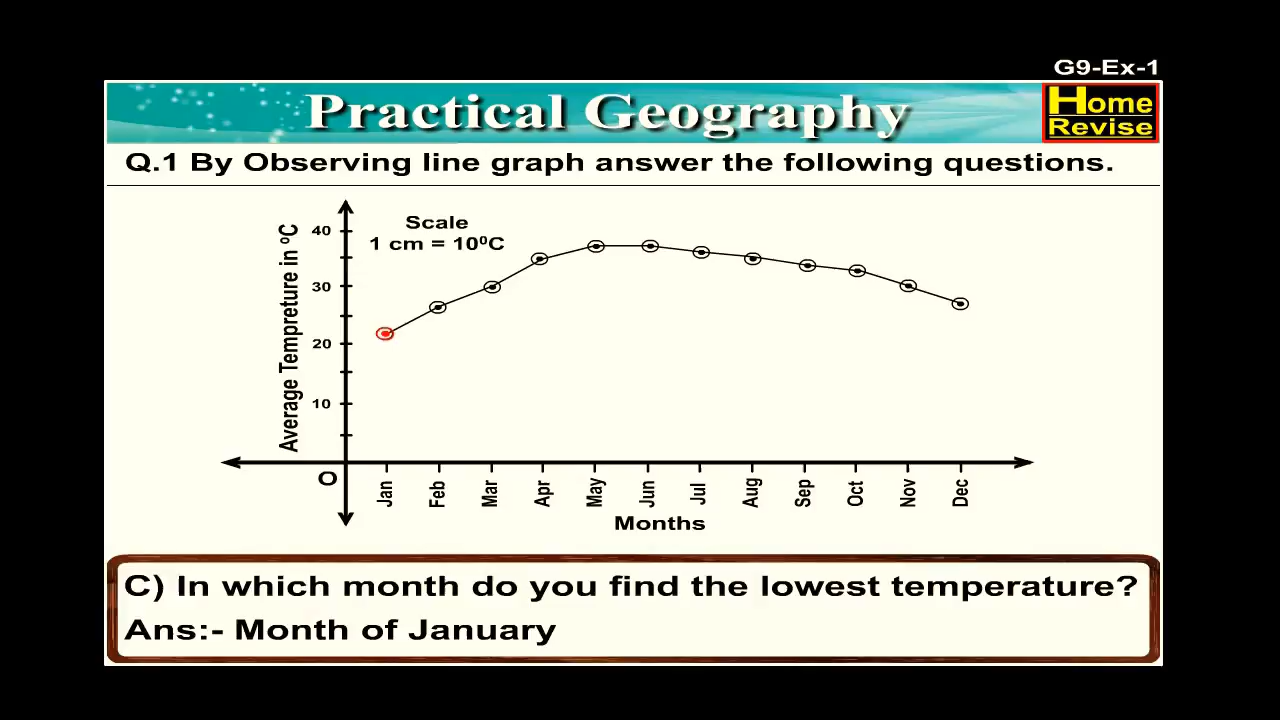 G9-Ex-1
Practical Geography
Home
Revise
Q.1 By Observing line graph answer the following questions.
Scale
1 cm = 10⁰C
Average Tempreture in ºC
40
30
20
10
O
Jan Feb Mar Apr May Jun Jul Aug Sep Oct Nov Dec
Months
C) In which month do you find the lowest temperature?
Ans:- Month of January